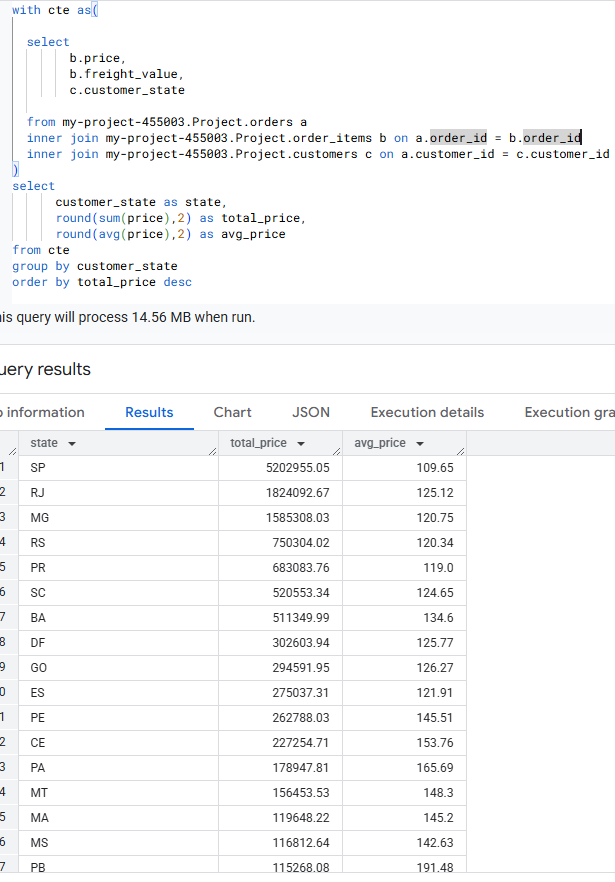 with cte as(
select
b.price,
b.freight_value,
c.customer_state
from my-project-455003.Project.orders a
inner join my-project-455003.Project.order_items b on a.order_id = b.order_id
inner join my-project-455003.Project.customers c on a.customer_id = c.customer_id
)
select
customer_state as state,
round(sum(price),2) as total_price,
round(avg(price),2) as avg_price
from cte
group by customer_state
order by total_price desc
is query will process 14.56 MB when run.
uery results
information Results Chart JSON Execution details Execution gra
state total_price avg_price
1 SP 5202955.05 109.65
2 RJ 1824092.67 125.12
3 MG 1585308.03 120.75
4 RS 750304.02 120.34
5 PR 683083.76 119.0
6 SC 520553.34 124.65
7 BA 511349.99 134.6
8 DF 302603.94 125.77
9 GO 294591.95 126.27
0 ES 275037.31 121.91
1 PE 262788.03 145.51
2 CE 227254.71 153.76
3 PA 178947.81 165.69
4 MT 156453.53 148.3
5 MA 119648.22 145.2
6 MS 116812.64 142.63
7 PB 115268.08 191.48